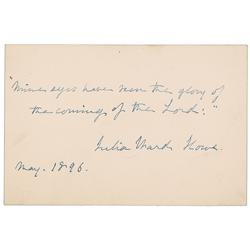 "Mine eyes have seen the glory of
the coming of the Lord:"
Julia Ward Howe.
May. 1896.